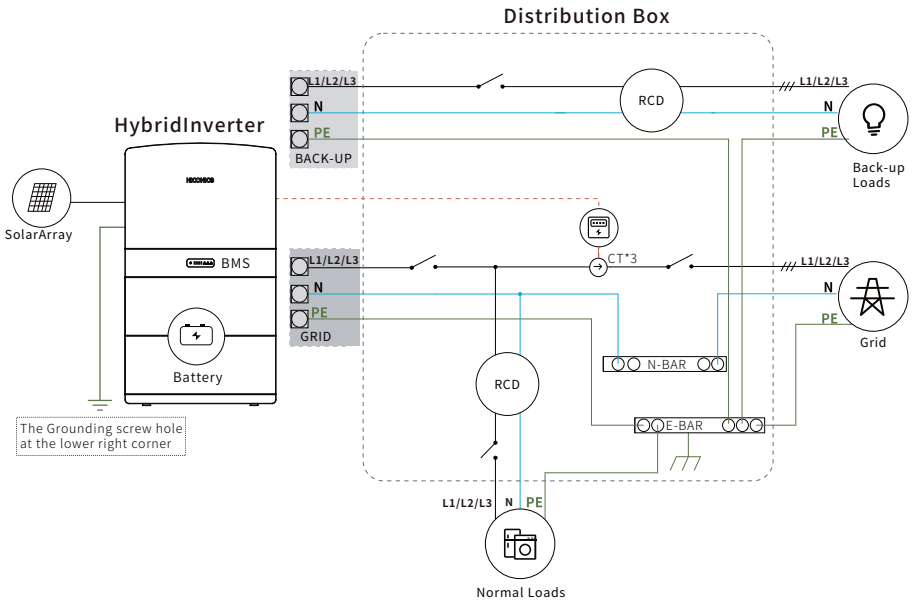 Distribution Box
L1/L2/L3
RCD
L1/L2/L3
N
N
PE
PE
BACK-UP
Back-up
Loads
HybridInverter
HICONICS
SolarArray
BMS
L1/L2/L3
CT*3
L1/L2/L3
N
N
PE
PE
GRID
Grid
Battery
N-BAR
RCD
E-BAR
The Grounding screw hole
at the lower right corner
L1/L2/L3
N
PE
Normal Loads